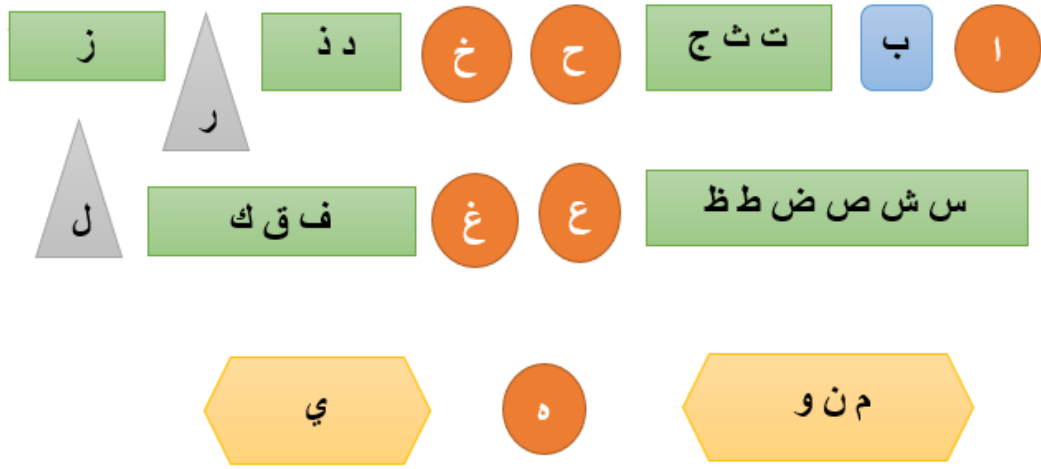 ا ب ت ث ج ح خ د ذ ر ز
س ش ص ض ط ظ ع غ ف ق ك ل
م ن و ه ي